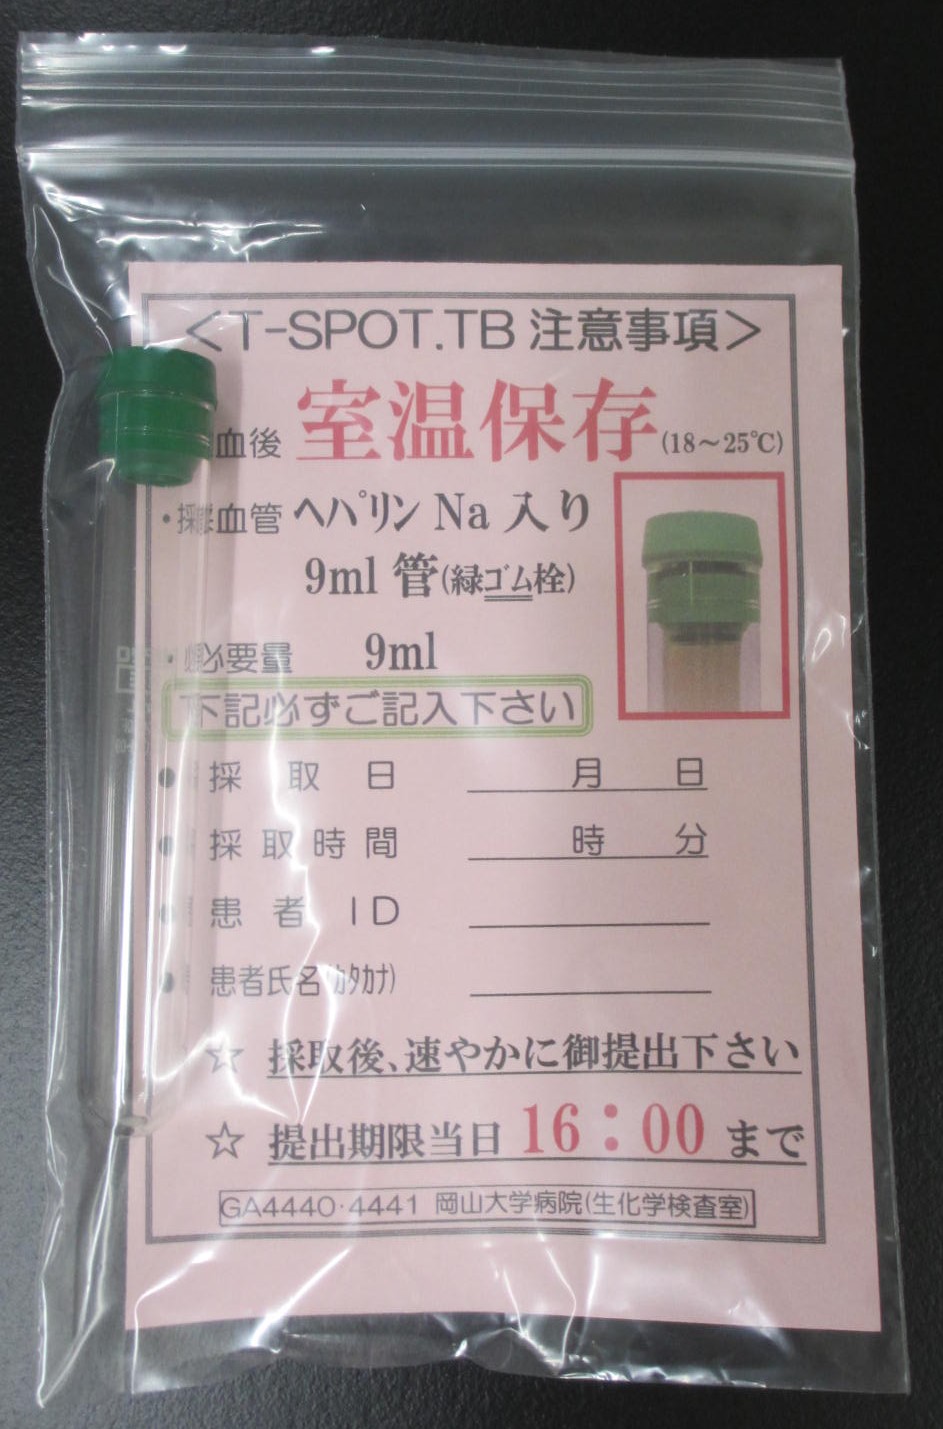 ＜T-SPOT.TB 注意事項＞
血後 室温保存(18～25℃)
・採血管 ヘパリン Na 入り
9ml 管(緑ゴム栓)
・必要量 9ml
下記必ずご記入下さい
● 採取日 月 日
● 採取時間 時 分
● 患者ID
● 患者氏名(カタカナ)
☆ 採取後、速やかに御提出下さい
☆ 提出期限当日 16：00 まで
GA4440・4441 岡山大学病院(生化学検査室)